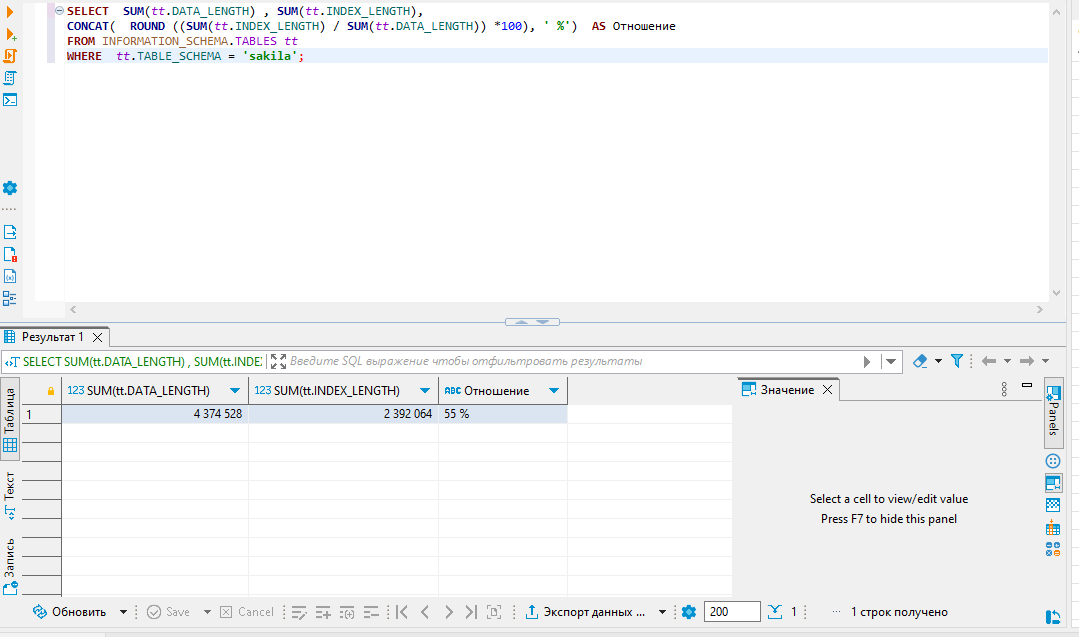 SELECT  SUM(tt.DATA_LENGTH) , SUM(tt.INDEX_LENGTH),
CONCAT(  ROUND ((SUM(tt.INDEX_LENGTH) / SUM(tt.DATA_LENGTH)) *100), ' %')  AS Отношение
FROM INFORMATION_SCHEMA.TABLES tt
WHERE  tt.TABLE_SCHEMA = 'sakila';
Результат 1
SELECT SUM(tt.DATA_LENGTH) , SUM(tt.INDE
Введите SQL выражение чтобы отфильтровать результаты
Таблица
Текст
Запись
123 SUM(tt.DATA_LENGTH)
123 SUM(tt.INDEX_LENGTH)
ABC Отношение
1
4 374 528
2 392 064
55 %
Значение
Select a cell to view/edit value
Press F7 to hide this panel
Panels
Обновить
Save
Cancel
Экспорт данных ...
200
1
... 1 строк получено